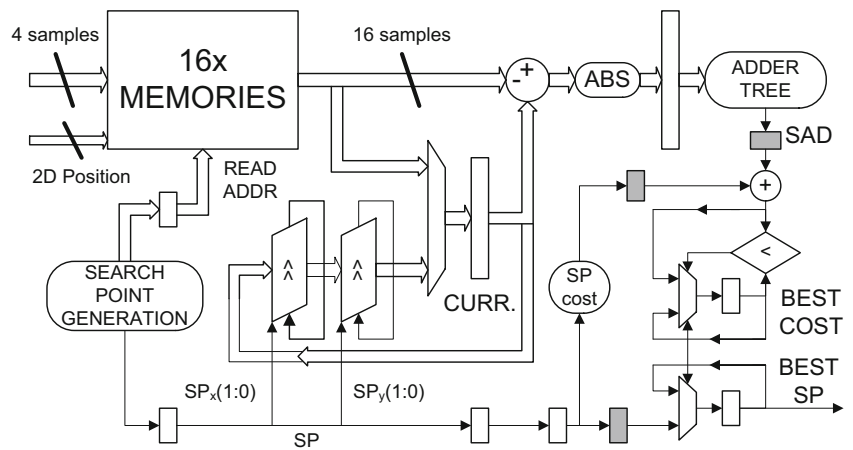 4 samples
16x
MEMORIES
16 samples
-
+
ABS
ADDER
TREE
SAD
2D Position
READ
ADDR
+
<
SEARCH
POINT
GENERATION
<<
<<
CURR.
SP
cost
BEST
COST
BEST
SP
SPx(1:0)
SPy(1:0)
SP